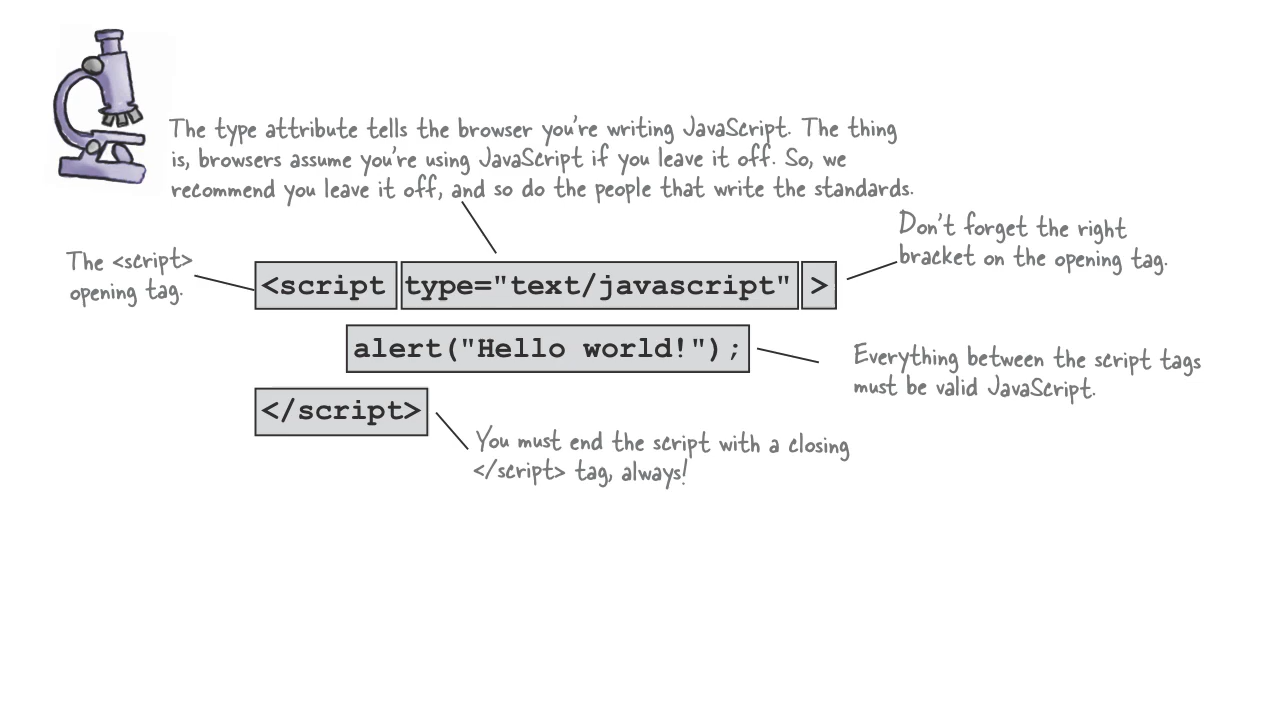 The type attribute tells the browser you're writing JavaScript. The thing
is, browsers assume you're using JavaScript if you leave it off. So, we
recommend you leave it off, and so do the people that write the standards.
Don't forget the right
bracket on the opening tag.
The <script>
opening tag.
<script type="text/javascript" >
alert("Hello world!");
Everything between the script tags
must be valid JavaScript.
</script>
You must end the script with a closing
</script> tag, always!